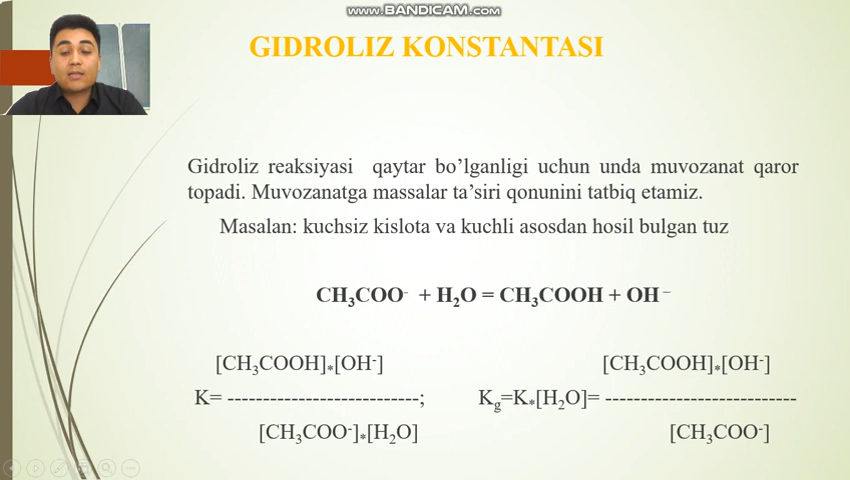 WWW.BANDICAM.COM
GIDROLIZ KONSTANTASI
Gidroliz reaksiyasi qaytar bo’lganligi uchun unda muvozanat qaror
topadi. Muvozanatga massalar ta’siri qonunini tatbiq etamiz.
Masalan: kuchsiz kislota va kuchli asosdan hosil bulgan tuz
CH₃COO⁻ + H₂O = CH₃COOH + OH⁻
[CH₃COOH]*[OH⁻] [CH₃COOH]*[OH⁻]
K= ---------------------------; Kg=K*[H₂O]= ---------------------------
[CH₃COO⁻]*[H₂O] [CH₃COO⁻]